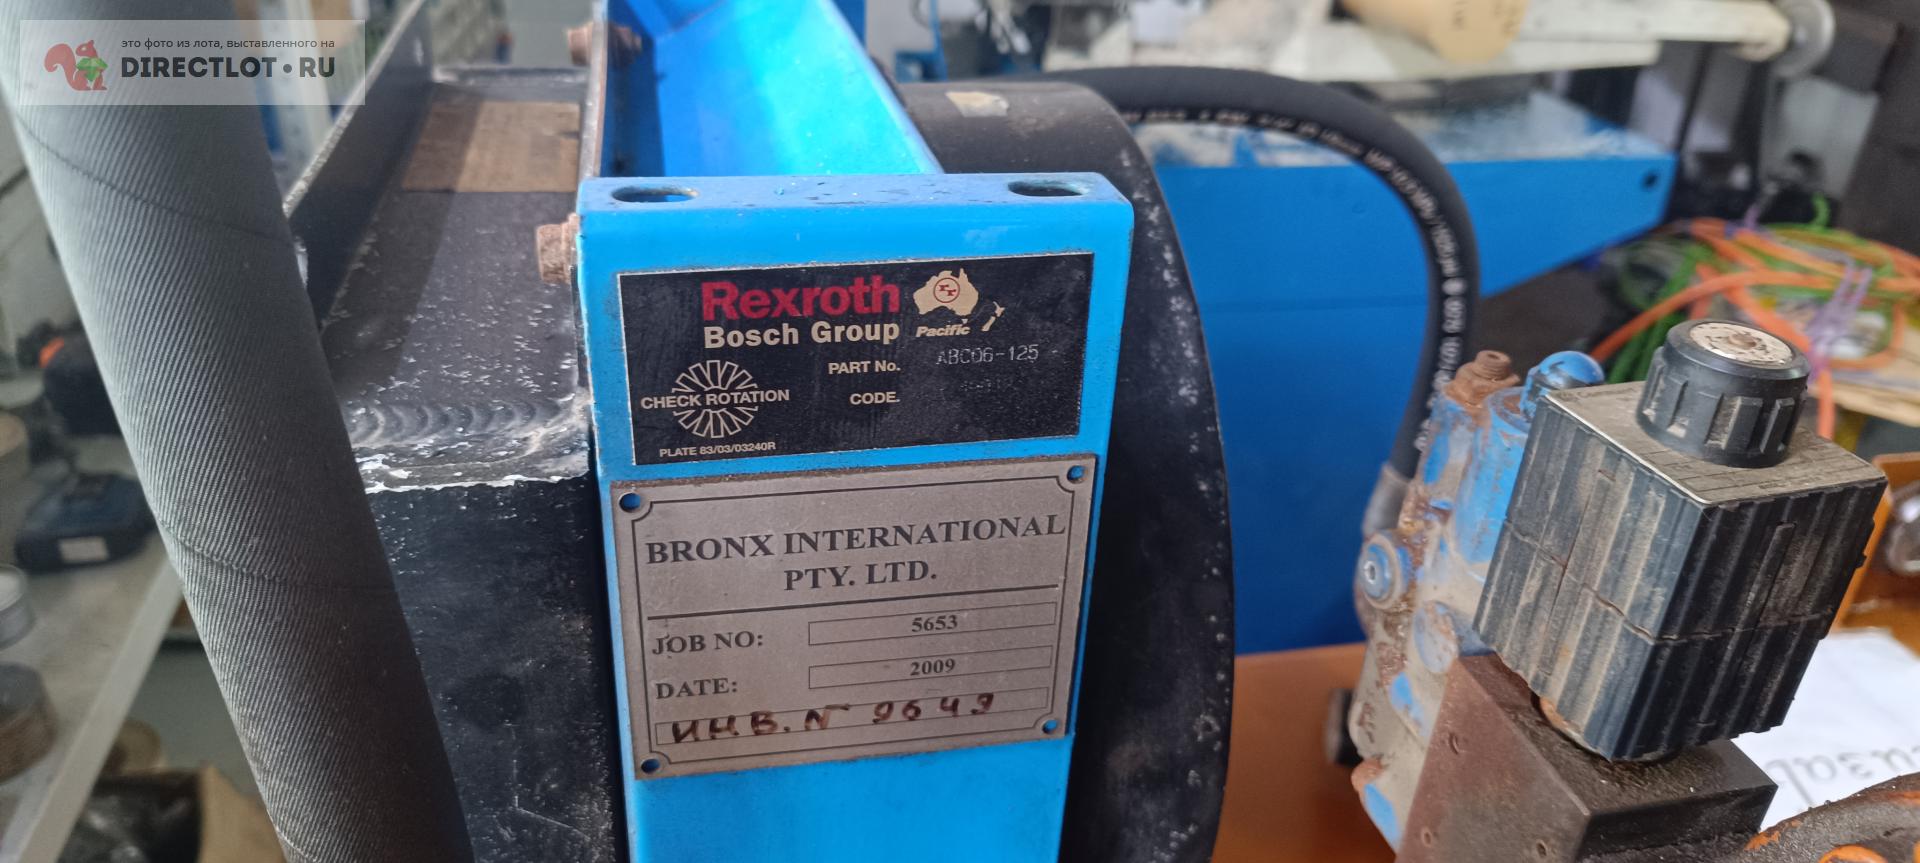 это фото из лота, выставленного на
DIRECTLOT.RU
Rexroth
Bosch Group
Pacific
PART No. ABC06-125
CHECK ROTATION
CODE.
PLATE 83/03/03240R
BRONX INTERNATIONAL
PTY. LTD.
JOB NO: 5653
DATE: 2009
ИНВ. № 9649